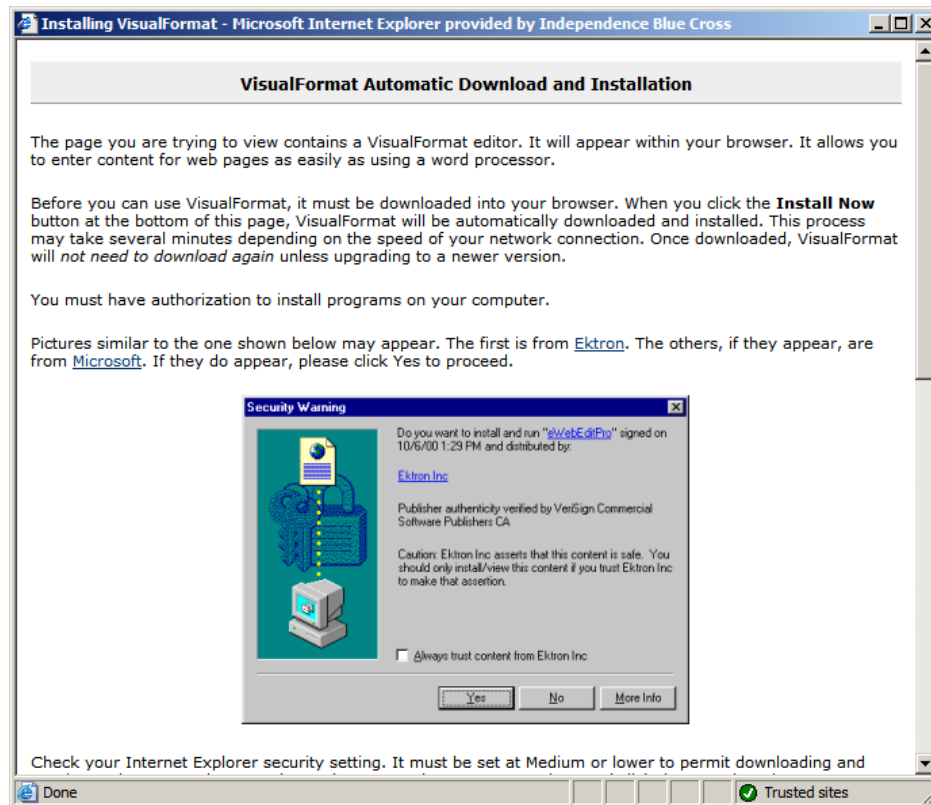 Installing VisualFormat - Microsoft Internet Explorer provided by Independence Blue Cross
VisualFormat Automatic Download and Installation
The page you are trying to view contains a VisualFormat editor. It will appear within your browser. It allows you
to enter content for web pages as easily as using a word processor.
Before you can use VisualFormat, it must be downloaded into your browser. When you click the Install Now
button at the bottom of this page, VisualFormat will be automatically downloaded and installed. This process
may take several minutes depending on the speed of your network connection. Once downloaded, VisualFormat
will not need to download again unless upgrading to a newer version.
You must have authorization to install programs on your computer.
Pictures similar to the one shown below may appear. The first is from Ektron. The others, if they appear, are
from Microsoft. If they do appear, please click Yes to proceed.
Security Warning
Do you want to install and run "eWebEditPro" signed on
10/6/00 1:29 PM and distributed by:
Ektron Inc
Publisher authenticity verified by VeriSign Commercial
Software Publishers CA
Caution: Ektron Inc asserts that this content is safe. You
should only install/view this content if you trust Ektron Inc
to make that assertion.
Always trust content from Ektron Inc
Yes
No
More Info
Check your Internet Explorer security setting. It must be set at Medium or lower to permit downloading and
Done
Trusted sites